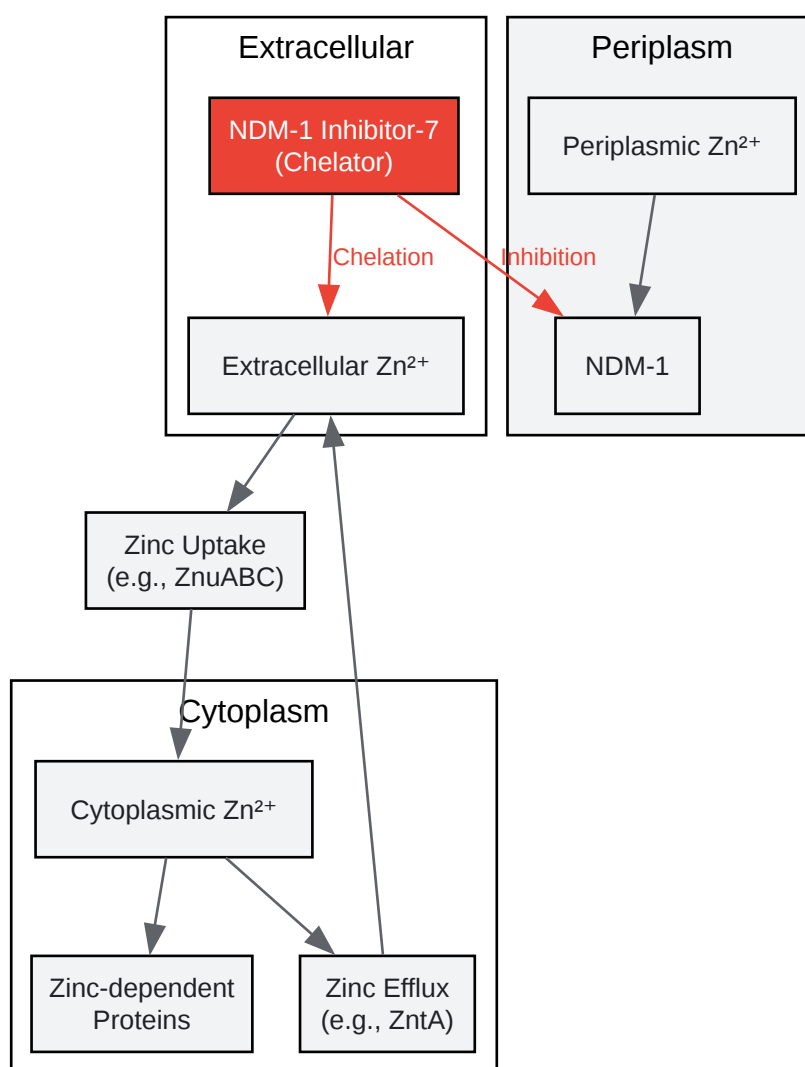 Extracellular
Periplasm
NDM-1 Inhibitor-7
(Chelator)
Periplasmic Zn²⁺
Chelation
Inhibition
Extracellular Zn²⁺
NDM-1
Zinc Uptake
(e.g., ZnuABC)
Cytoplasm
Cytoplasmic Zn²⁺
Zinc-dependent
Proteins
Zinc Efflux
(e.g., ZntA)